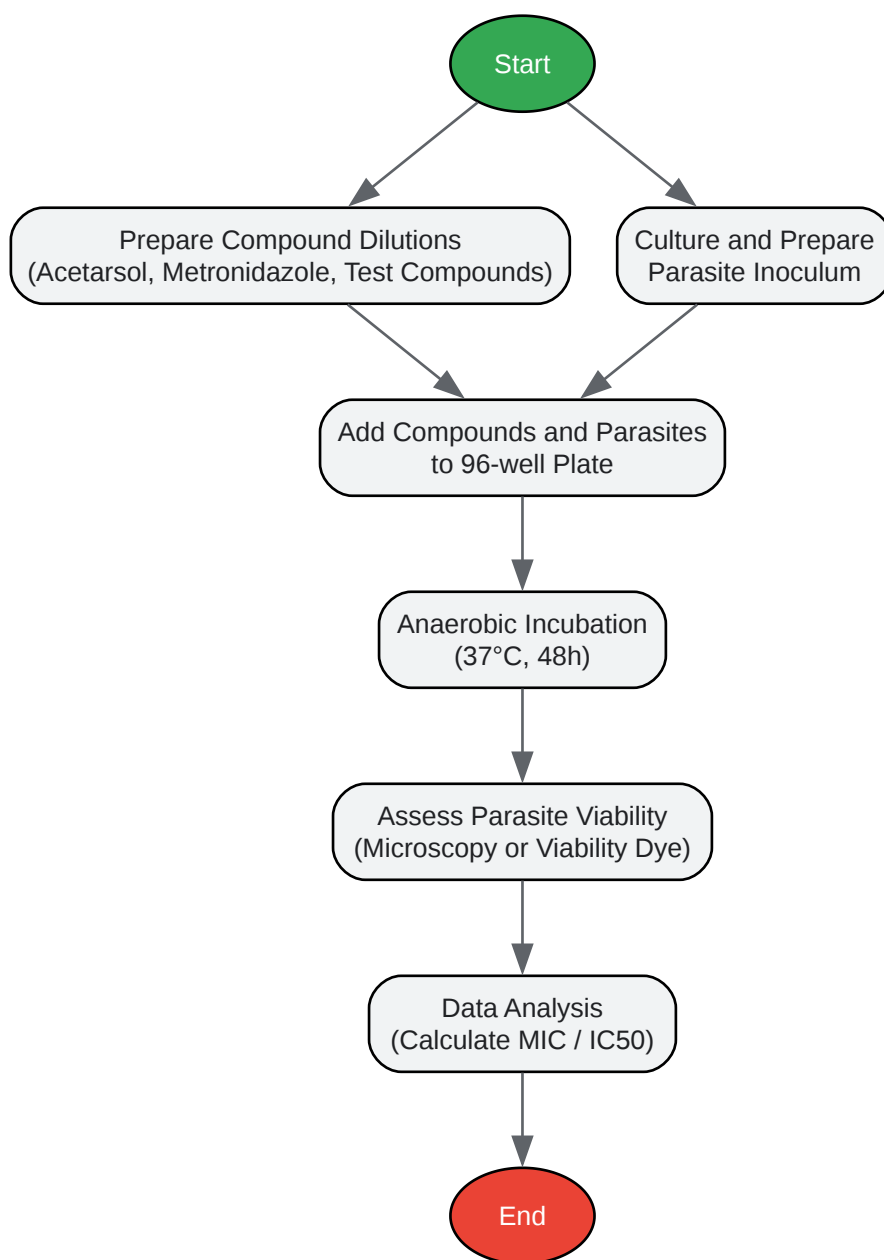 Start
Prepare Compound Dilutions
(Acetarsol, Metronidazole, Test Compounds)
Culture and Prepare
Parasite Inoculum
Add Compounds and Parasites
to 96-well Plate
Anaerobic Incubation
(37°C, 48h)
Assess Parasite Viability
(Microscopy or Viability Dye)
Data Analysis
(Calculate MIC / IC50)
End